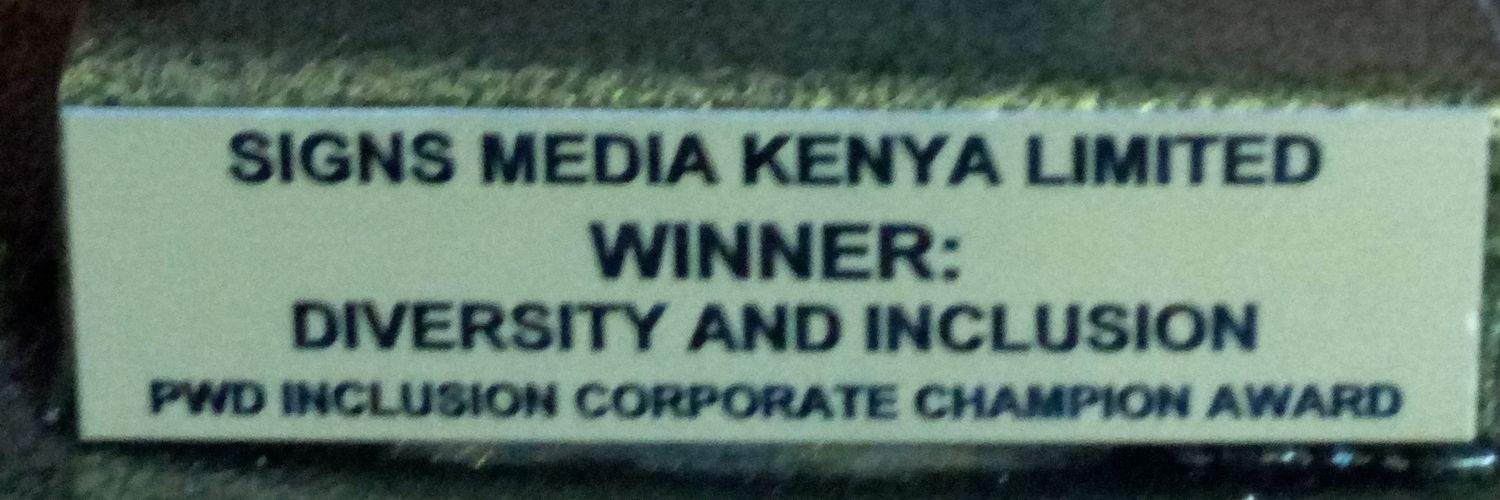 SIGNS MEDIA KENYA LIMITED
WINNER:
DIVERSITY AND INCLUSION
PWD INCLUSION CORPORATE CHAMPION AWARD